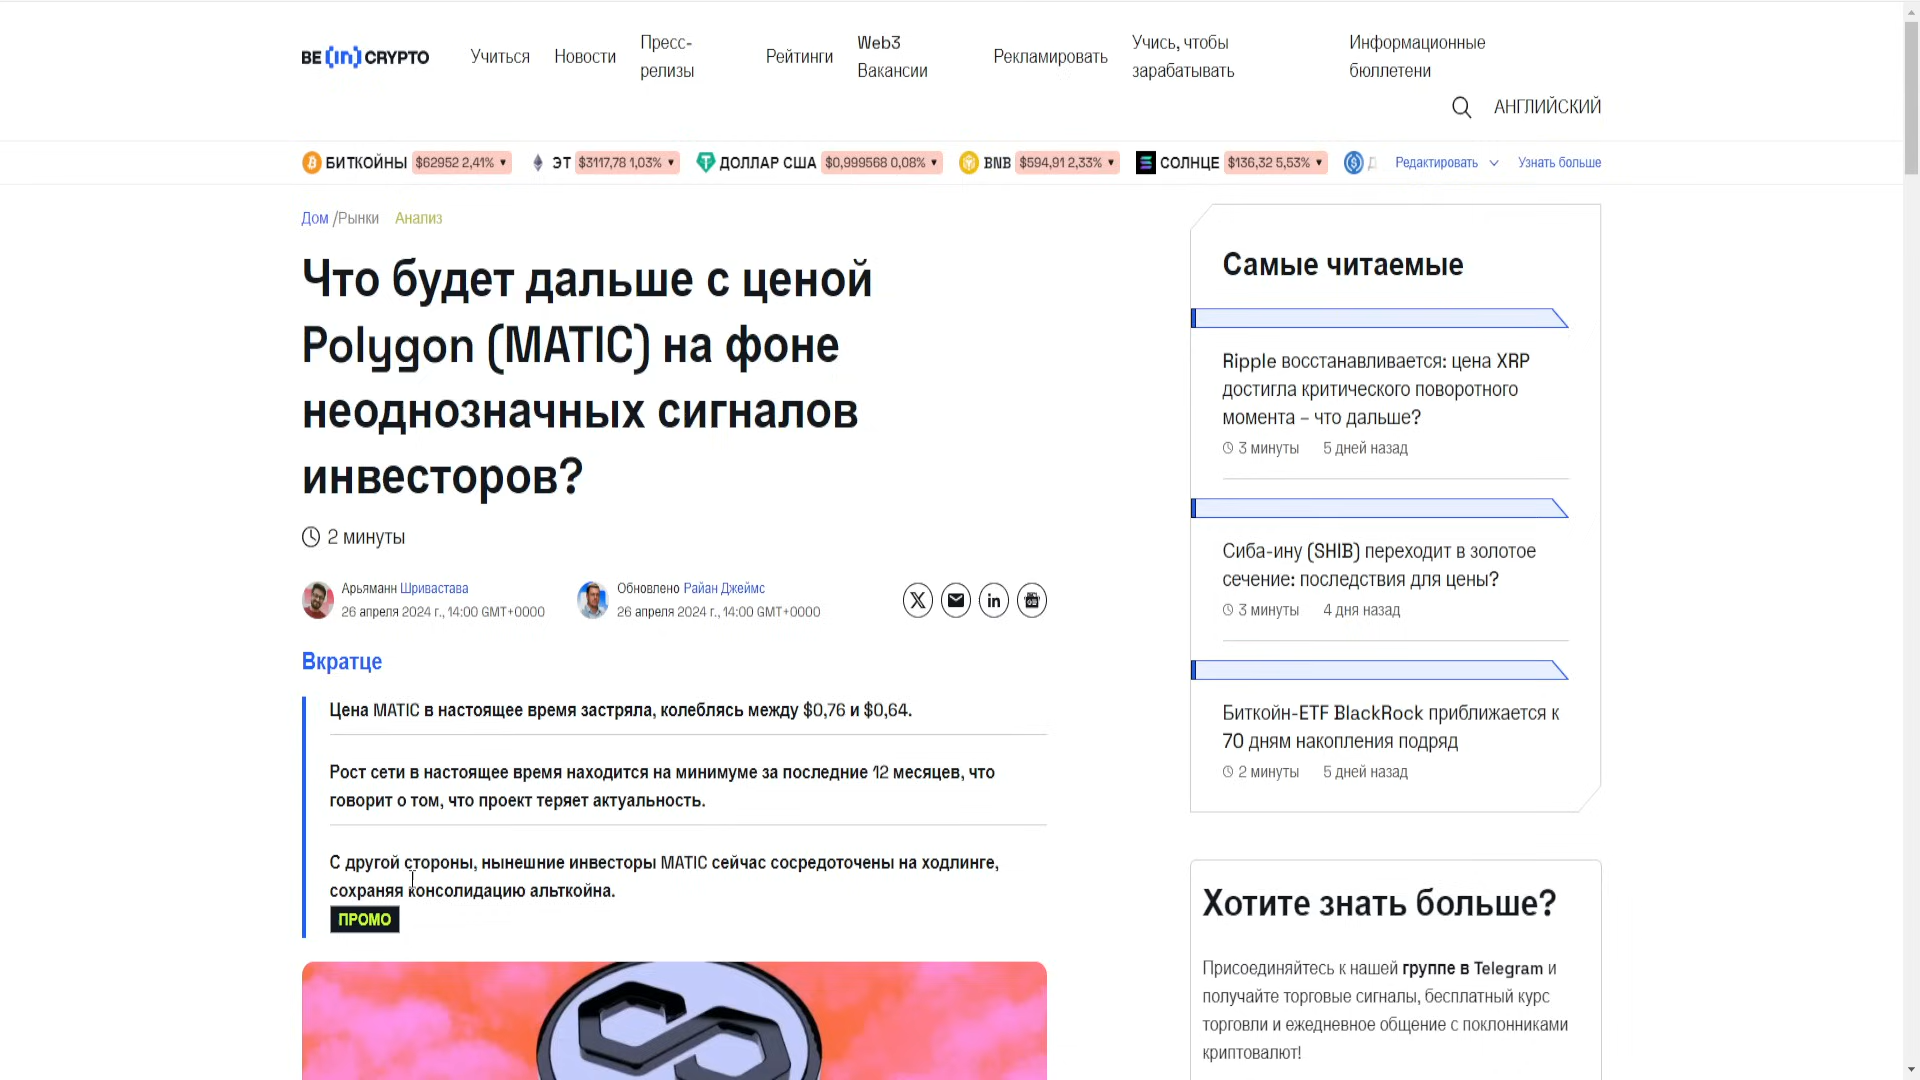 BE [in] CRYPTO
Учиться
Новости
Пресс-
релизы
Рейтинги
Web3
Вакансии
Рекламировать
Учись, чтобы
зарабатывать
Информационные
бюллетени
АНГЛИЙСКИЙ
БИТКОЙНЫ $62952 2,41% ▼
ЭТ $3117,78 1,03% ▼
ДОЛЛАР США $0,999568 0,08% ▼
BNB $594,91 2,33% ▼
СОЛНЦЕ $136,32 5,53% ▼
Редактировать
Узнать больше
Дом /Рынки Анализ
Что будет дальше с ценой
Polygon (MATIC) на фоне
неоднозначных сигналов
инвесторов?
2 минуты
Арьяманн Шривастава
26 апреля 2024 г., 14:00 GMT+0000
Обновлено Райан Джеймс
26 апреля 2024 г., 14:00 GMT+0000
Вкратце
Цена MATIC в настоящее время застряла, колеблясь между $0,76 и $0,64.
Рост сети в настоящее время находится на минимуме за последние 12 месяцев, что
говорит о том, что проект теряет актуальность.
С другой стороны, нынешние инвесторы MATIC сейчас сосредоточены на ходлинге,
сохраняя консолидацию альткойна.
ПРОМО
Самые читаемые
Ripple восстанавливается: цена XRP
достигла критического поворотного
момента – что дальше?
3 минуты 5 дней назад
Сиба-ину (SHIB) переходит в золотое
сечение: последствия для цены?
3 минуты 4 дня назад
Биткойн-ETF BlackRock приближается к
70 дням накопления подряд
2 минуты 5 дней назад
Хотите знать больше?
Присоединяйтесь к нашей группе в Telegram и
получайте торговые сигналы, бесплатный курс
торговли и ежедневное общение с поклонниками
криптовалют!